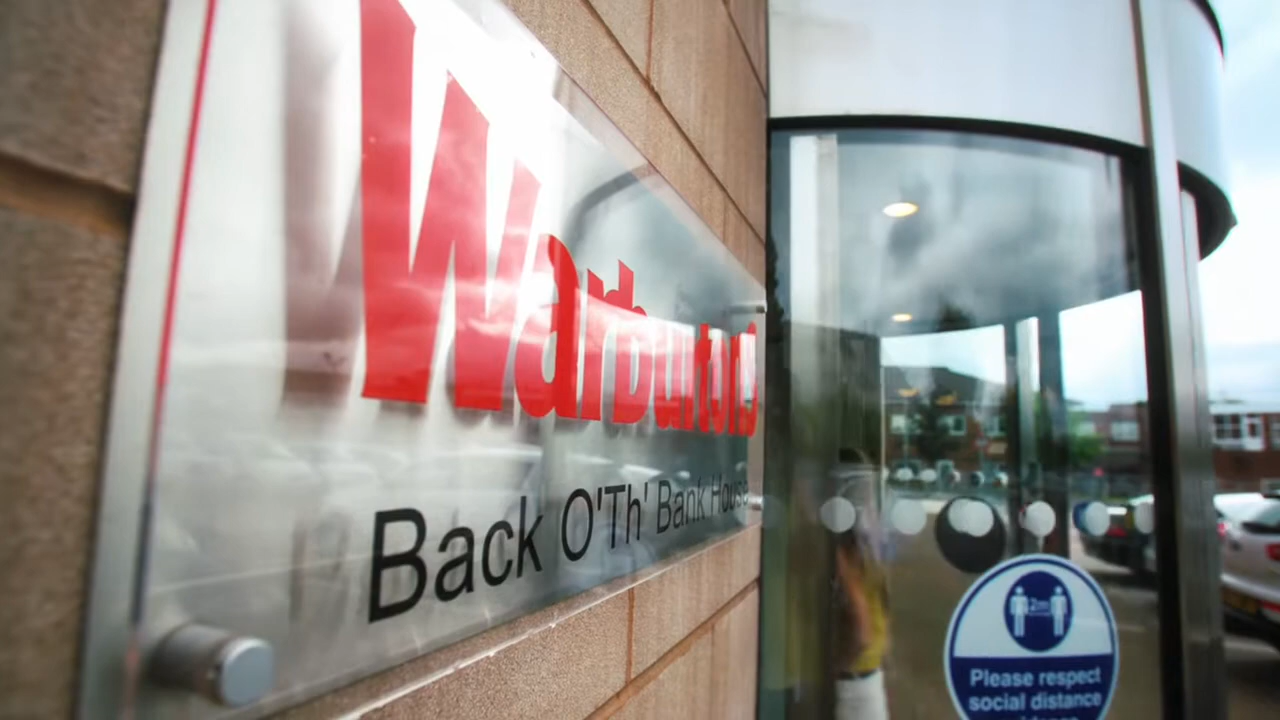 Warburtons
Back O'Th' Bank House
2m
Please respect
social distance